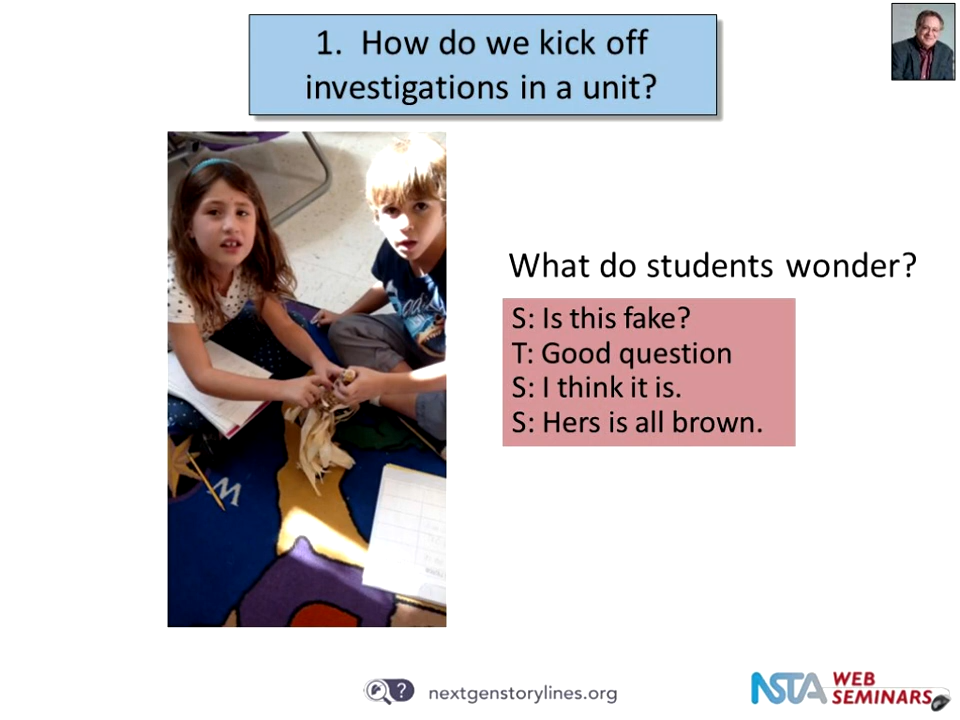 1. How do we kick off
investigations in a unit?
What do students wonder?
S: Is this fake?
T: Good question
S: I think it is.
S: Hers is all brown.
W
?
nextgenstorylines.org
NSTA WEB
SEMINARS